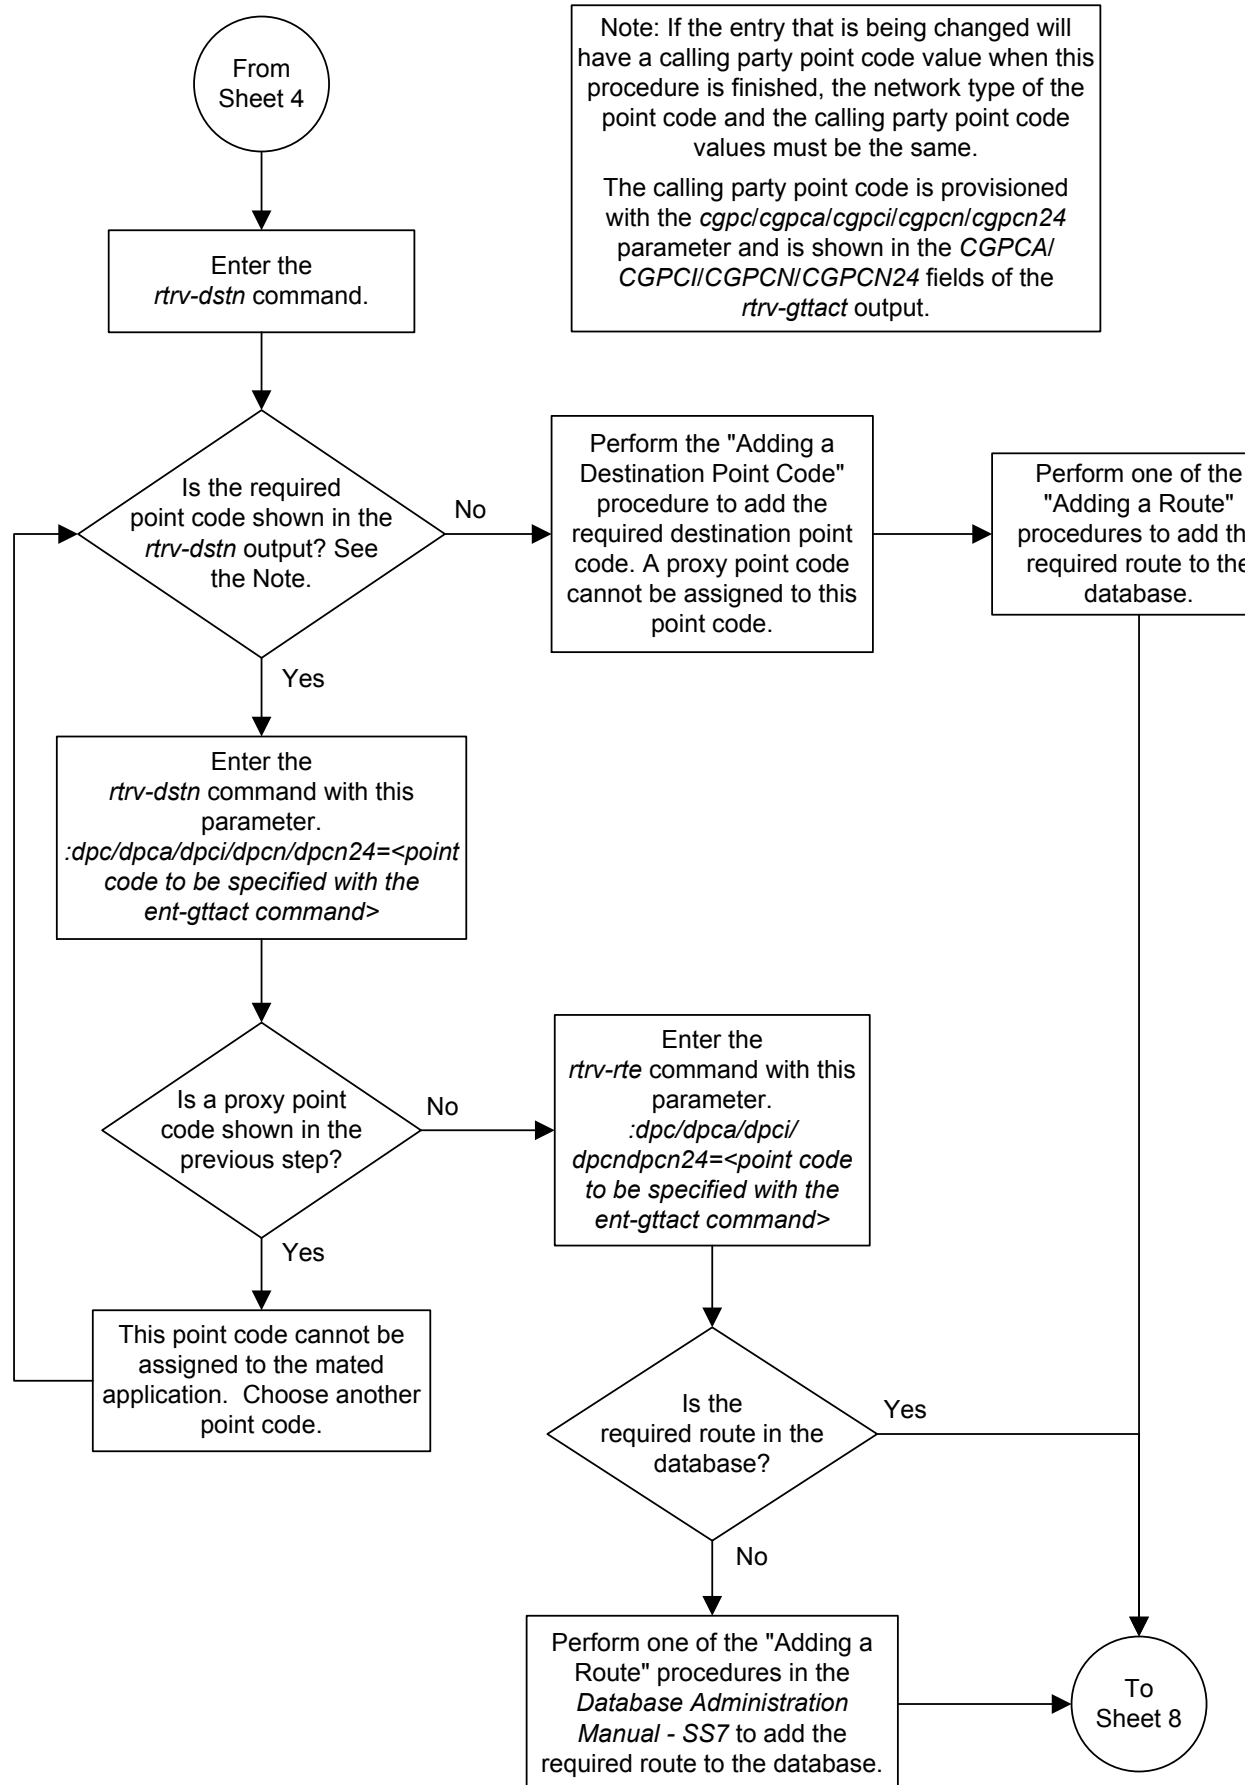 From
Sheet 4
Note: If the entry that is being changed will
have a calling party point code value when this
procedure is finished, the network type of the
point code and the calling party point code
values must be the same.
The calling party point code is provisioned
with the cgpc/cgpca/cgpci/cgpcn/cgpcn24
parameter and is shown in the CGPCA/
CGPCI/CGPCN/CGPCN24 fields of the
rtrv-gttact output.
Enter the
rtrv-dstn command.
Is the required
point code shown in the
rtrv-dstn output? See
the Note.
No
Perform the "Adding a
Destination Point Code"
procedure to add the
required destination point
code. A proxy point code
cannot be assigned to this
point code.
Perform one of the
"Adding a Route"
procedures to add th
required route to the
database.
Yes
Enter the
rtrv-dstn command with this
parameter.
:dpc/dpca/dpci/dpcn/dpcn24=<point
code to be specified with the
ent-gttact command>
Is a proxy point
code shown in the
previous step?
No
Enter the
rtrv-rte command with this
parameter.
:dpc/dpca/dpci/
dpcndpcn24=<point code
to be specified with the
ent-gttact command>
Yes
This point code cannot be
assigned to the mated
application.  Choose another
point code.
Is the
required route in the
database?
Yes
No
Perform one of the "Adding a
Route" procedures in the
Database Administration
Manual - SS7 to add the
required route to the database.
To
Sheet 8